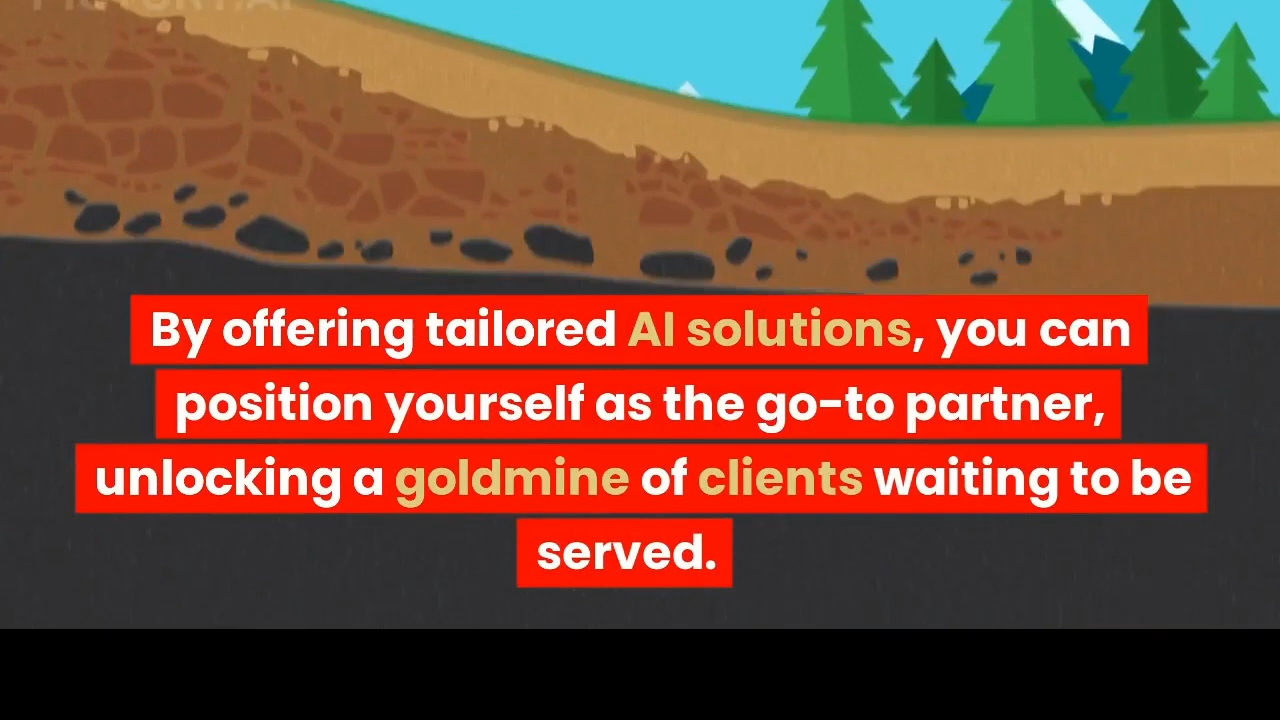 By offering tailored AI solutions, you can
position yourself as the go-to partner,
unlocking a goldmine of clients waiting to be
served.